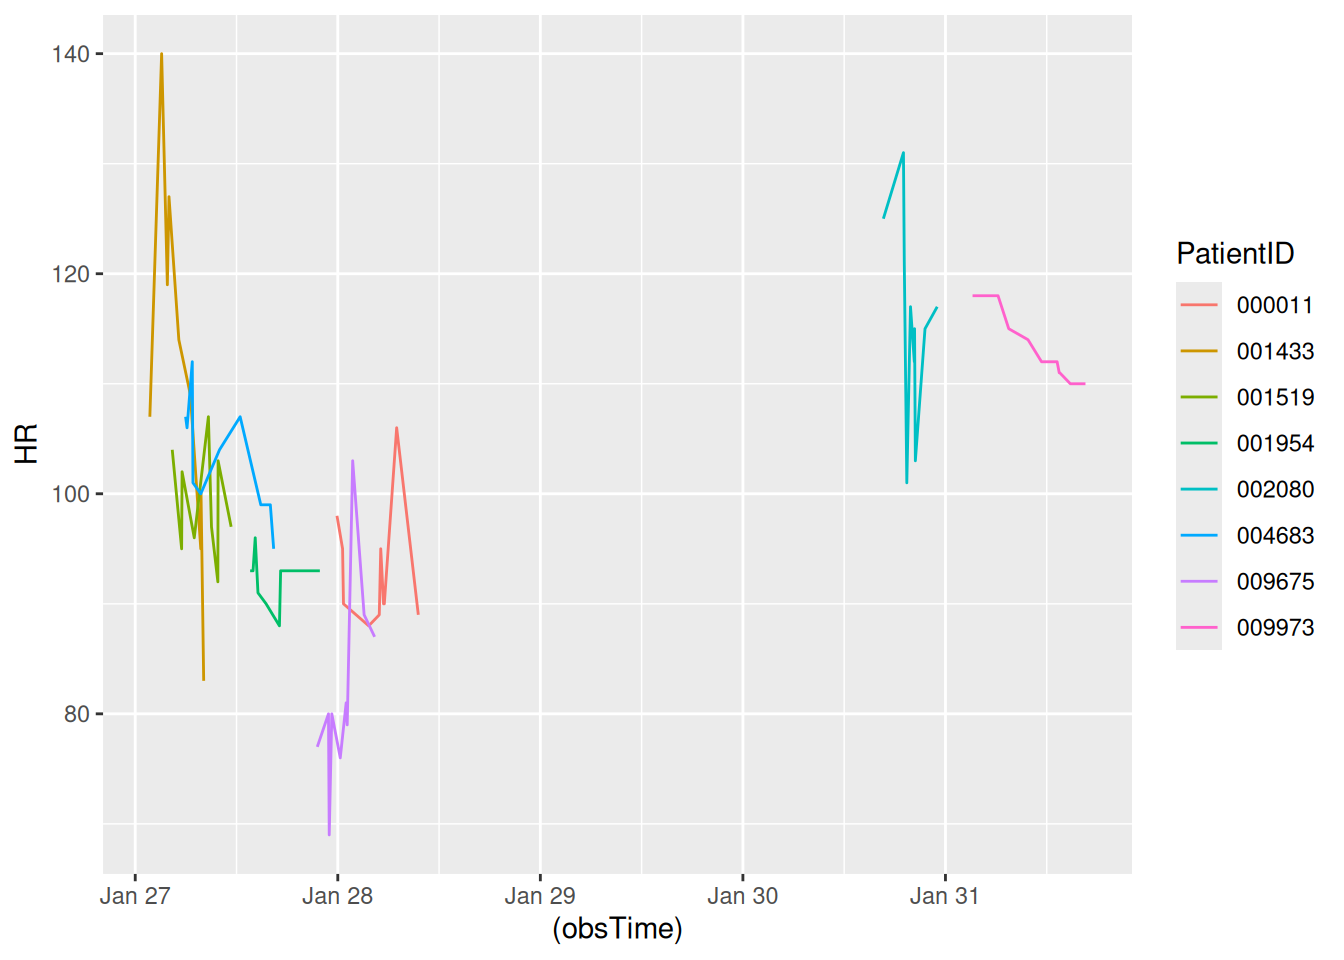 140
120
100
80
HR
Jan 27
Jan 28
Jan 29
Jan 30
Jan 31
(obsTime)
PatientID
000011
001433
001519
001954
002080
004683
009675
009973